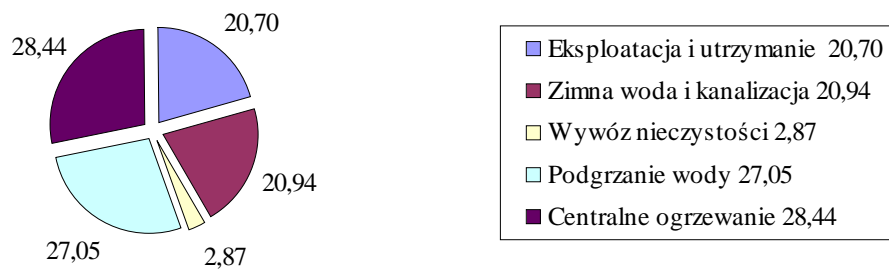 20,70
28,44
20,94
27,05
2,87
Eksploatacja i utrzymanie 20,70
Zimna woda i kanalizacja 20,94
Wywóz nieczystości 2,87
Podgrzanie wody 27,05
Centralne ogrzewanie 28,44